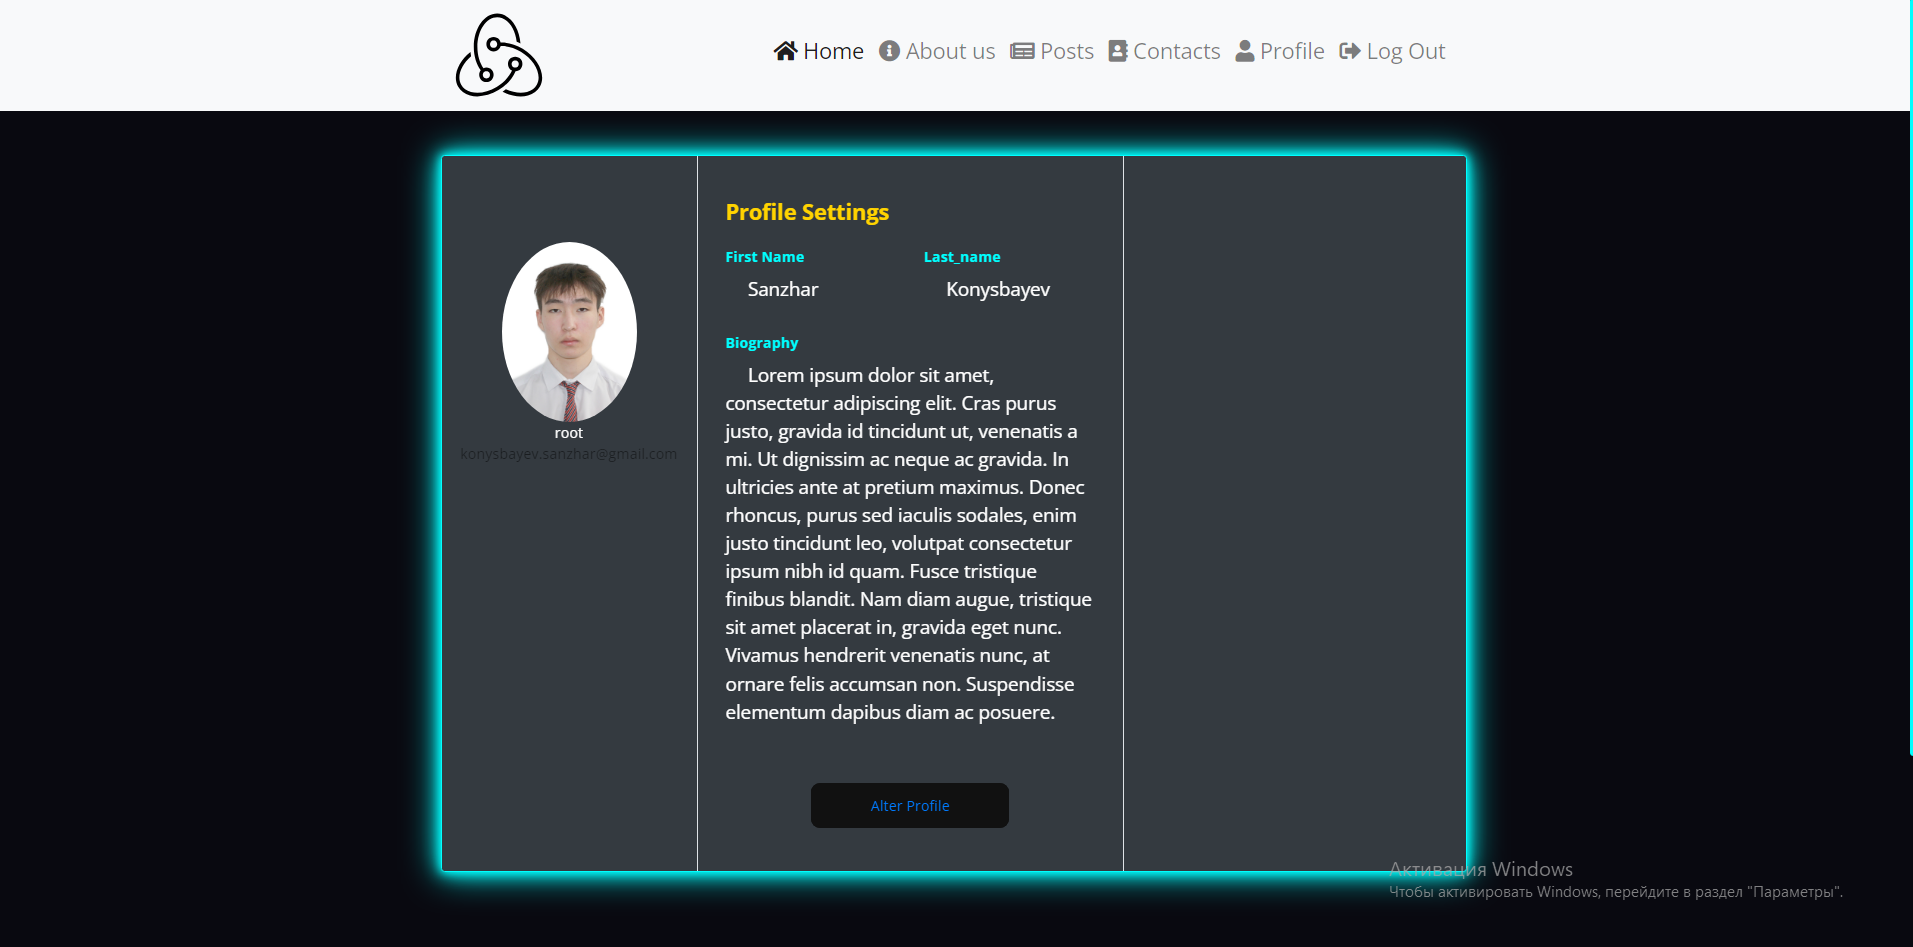 Home About us Posts Contacts Profile Log Out
root
konysbayev.sanzhar@gmail.com
Profile Settings
First Name Last_name
Sanzhar Konysbayev
Biography
Lorem ipsum dolor sit amet,
consectetur adipiscing elit. Cras purus
justo, gravida id tincidunt ut, venenatis a
mi. Ut dignissim ac neque ac gravida. In
ultricies ante at pretium maximus. Donec
rhoncus, purus sed iaculis sodales, enim
justo tincidunt leo, volutpat consectetur
ipsum nibh id quam. Fusce tristique
finibus blandit. Nam diam augue, tristique
sit amet placerat in, gravida eget nunc.
Vivamus hendrerit venenatis nunc, at
ornare felis accumsan non. Suspendisse
elementum dapibus diam ac posuere.
Alter Profile
Активация Windows
Чтобы активировать Windows, перейдите в раздел "Параметры".